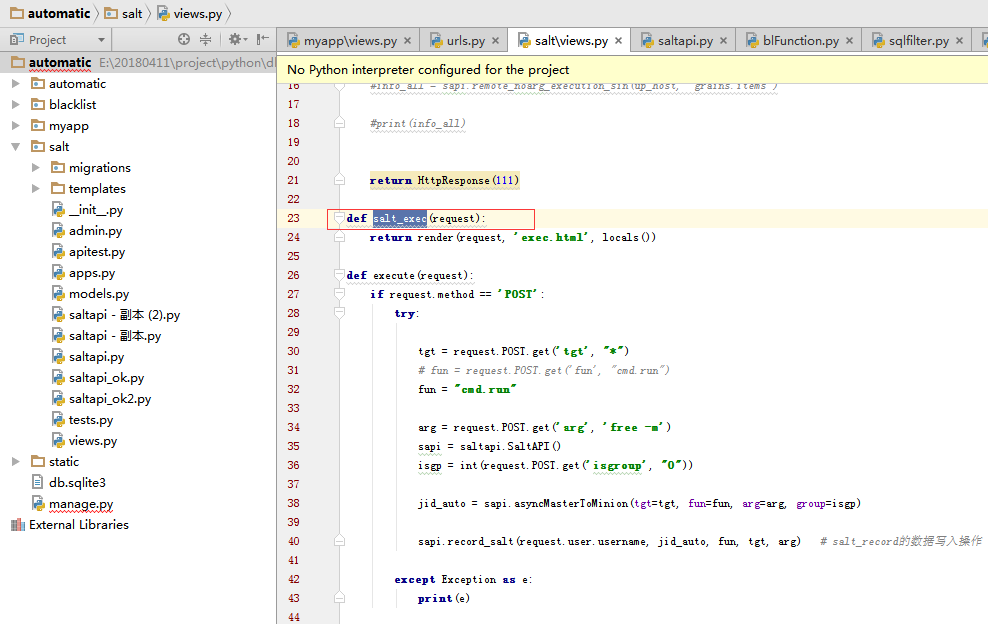 automatic salt views.py
Project
myapp\views.py urls.py salt\views.py saltapi.py blFunction.py sqlfilter.py
automatic E:\20180411\project\python\d
automatic
blacklist
myapp
salt
migrations
templates
__init__.py
admin.py
apitest.py
apps.py
models.py
saltapi - 副本 (2).py
saltapi - 副本.py
saltapi.py
saltapi_ok.py
saltapi_ok2.py
tests.py
views.py
static
db.sqlite3
manage.py
External Libraries
No Python interpreter configured for the project
16 #info_all = sapi.remote_noarg_execution_sin(up_host, "grains.items")
17
18 #print(info_all)
19
20
21 return HttpResponse(111)
22
23 def salt_exec(request):
24 return render(request, 'exec.html', locals())
25
26 def execute(request):
27 if request.method == 'POST':
28 try:
29
30 tgt = request.POST.get('tgt', "*")
31 # fun = request.POST.get('fun', "cmd.run")
32 fun = "cmd.run"
33
34 arg = request.POST.get('arg', 'free -m')
35 sapi = saltapi.SaltAPI()
36 isgp = int(request.POST.get('isgroup', "0"))
37
38 jid_auto = sapi.asyncMasterToMinion(tgt=tgt, fun=fun, arg=arg, group=isgp)
39
40 sapi.record_salt(request.user.username, jid_auto, fun, tgt, arg) # salt_record的数据写入操作
41
42 except Exception as e:
43 print(e)
44